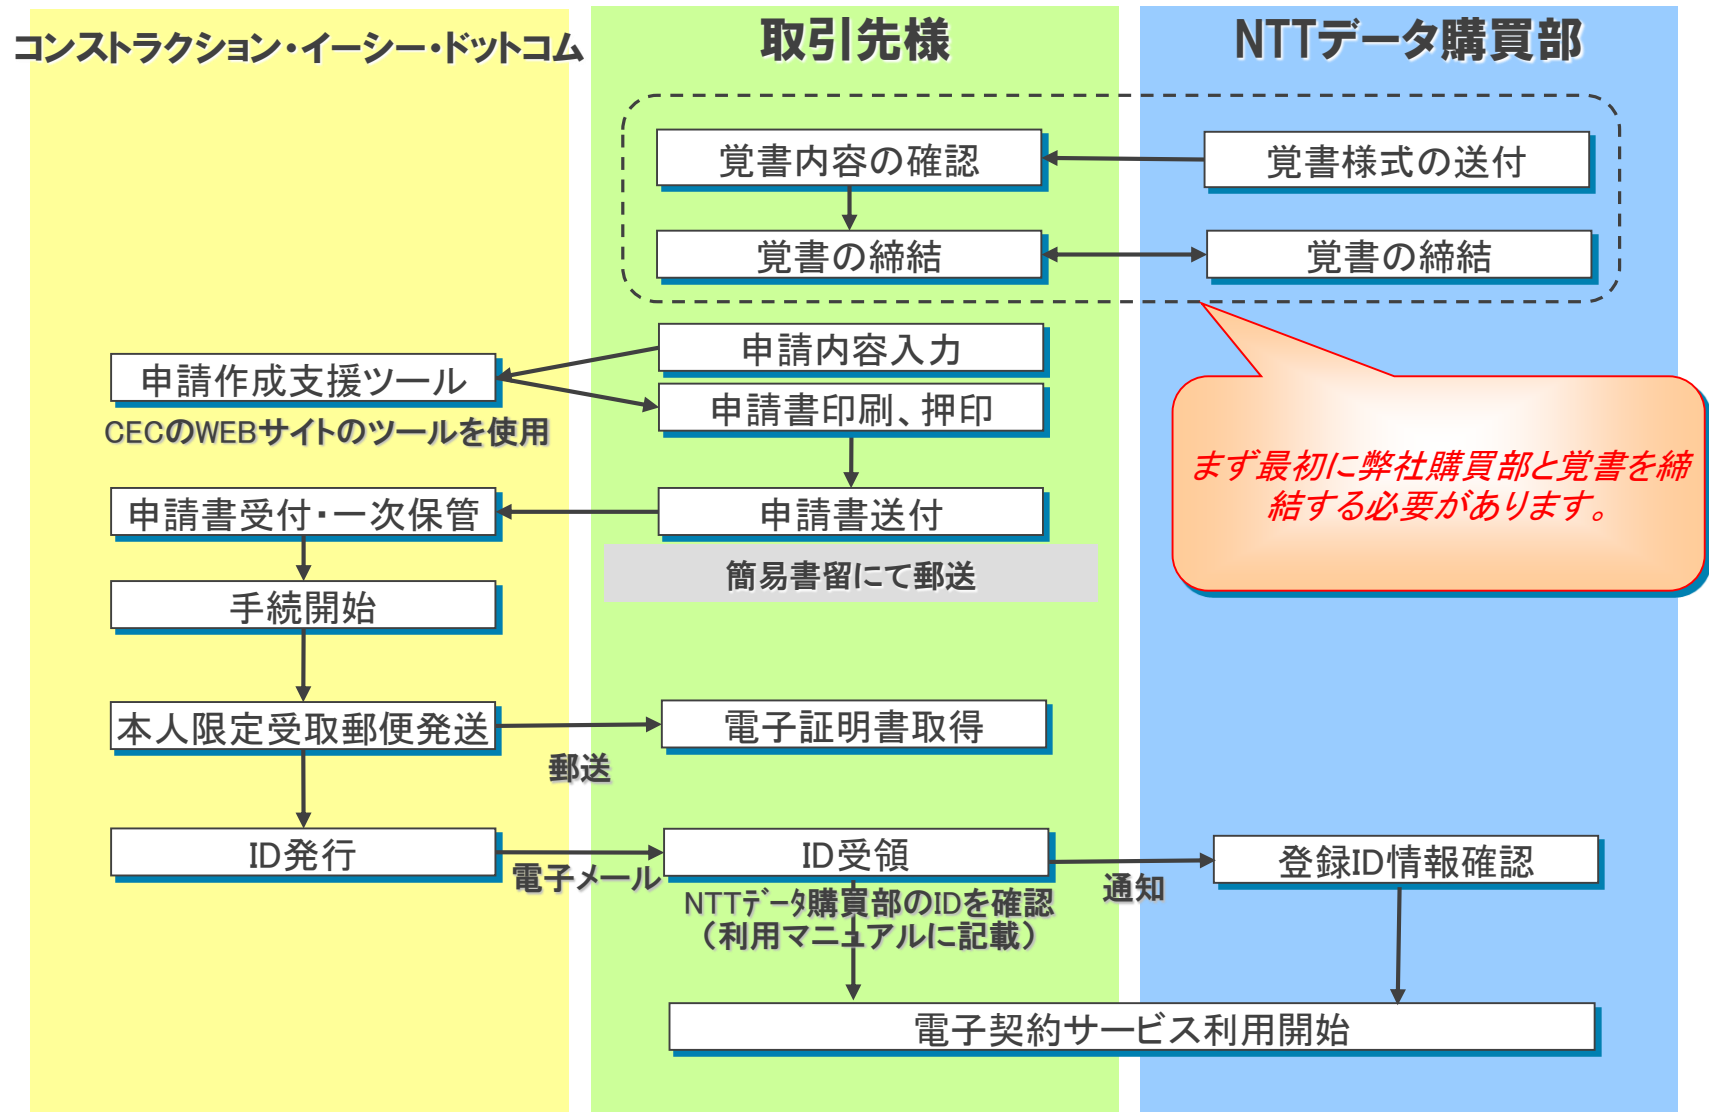 コンストラクション・イーシー・ドットコム
取引先様
NTTデータ購買部
覚書内容の確認
覚書様式の送付
覚書の締結
覚書の締結
申請内容入力
申請作成支援ツール
申請書印刷、押印
CECのWEBサイトのツールを使用
まず最初に弊社購買部と覚書を締
結する必要があります。
申請書受付・一次保管
申請書送付
簡易書留にて郵送
手続開始
本人限定受取郵便発送
電子証明書取得
郵送
ID発行
ID受領
登録ID情報確認
電子メール
通知
NTTデータ購買部のIDを確認
（利用マニュアルに記載）
電子契約サービス利用開始